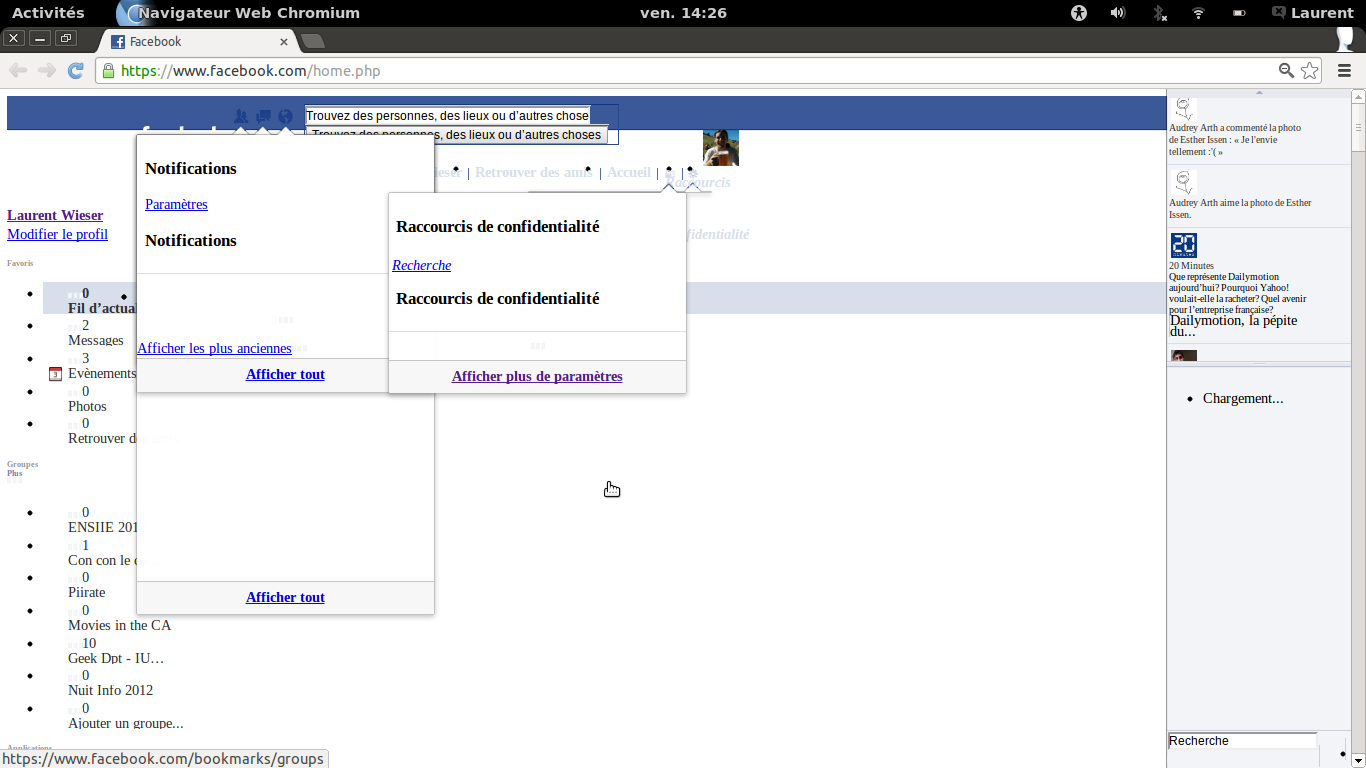 Activités
Navigateur Web Chromium
ven. 14:26
Laurent
Facebook
https://www.facebook.com/home.php
Trouvez des personnes, des lieux ou d’autres chose
Trouvez des personnes, des lieux ou d’autres choses
ieser | Retrouver des amis | Accueil | |
Raccourcis
fidentialité
Notifications
Paramètres
Notifications
Afficher les plus anciennes
Afficher tout
Afficher tout
Raccourcis de confidentialité
Recherche
Raccourcis de confidentialité
Afficher plus de paramètres
Laurent Wieser
Modifier le profil
Favoris
0
Fil d’actual
2
Messages
3
Evènements
0
Photos
0
Retrouver d
Groupes
Plus
0
ENSIIE 201
1
Con con le c
0
Piirate
0
Movies in the CA
10
Geek Dpt - IU…
0
Nuit Info 2012
0
Ajouter un groupe...
Applications
https://www.facebook.com/bookmarks/groups
Audrey Arth a commenté la photo
de Esther Issen : « Je l'envie
tellement :'( »
Audrey Arth aime la photo de Esther
Issen.
20 Minutes
Que représente Dailymotion
aujourd’hui? Pourquoi Yahoo!
voulait-elle la racheter? Quel avenir
pour l’entreprise française?
Dailymotion, la pépite
du...
Chargement...
Recherche